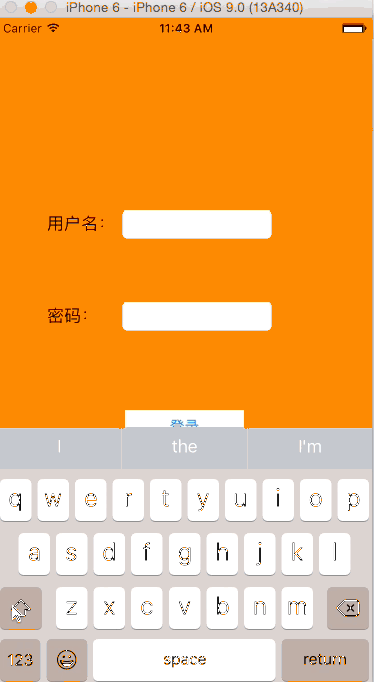 iPhone 6 - iPhone 6 / iOS 9.0 (13A340)
Carrier 11:43 AM
用户名：
密码：
登录
I the I'm
q w e r t y u i o p
a s d f g h j k l
z x c v b n m
123 space return